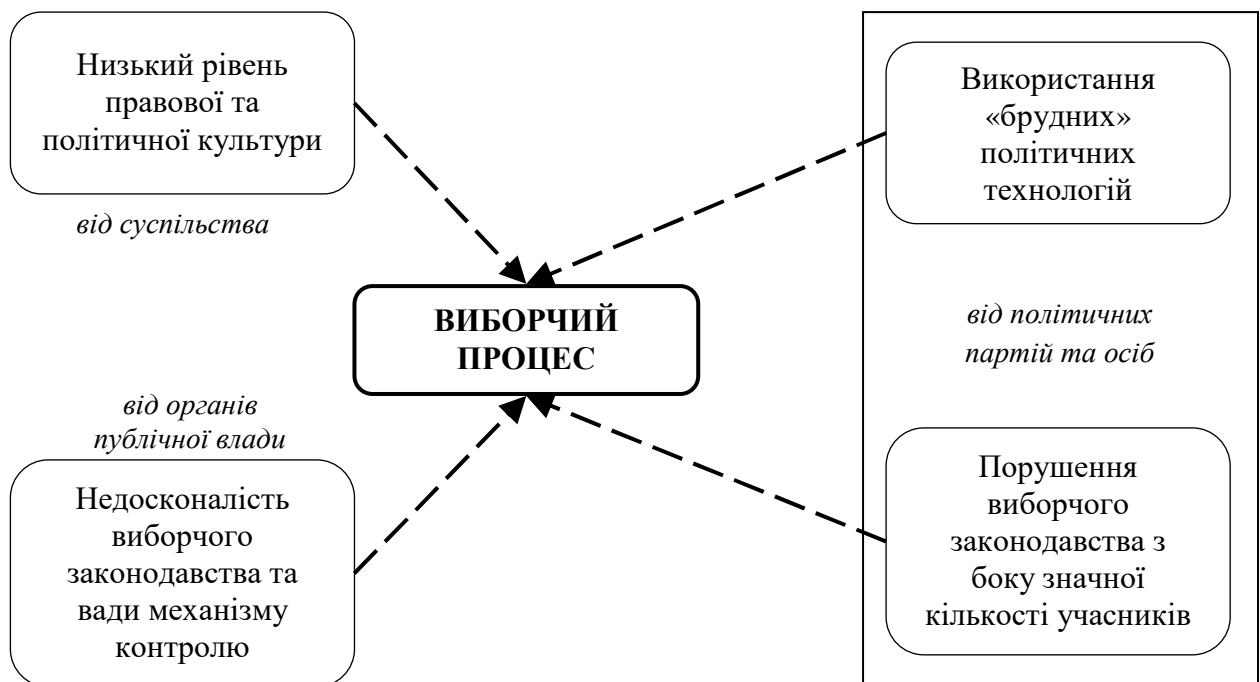 Низький рівень
правової та
політичної культури
від суспільства
Використання
«брудних»
політичних
технологій
ВИБОРЧИЙ
ПРОЦЕС
від політичних
партій та осіб
від органів
публічної влади
Недосконалість
виборчого
законодавства та
вади механізму
контролю
Порушення
виборчого
законодавства з
боку значної
кількості учасників